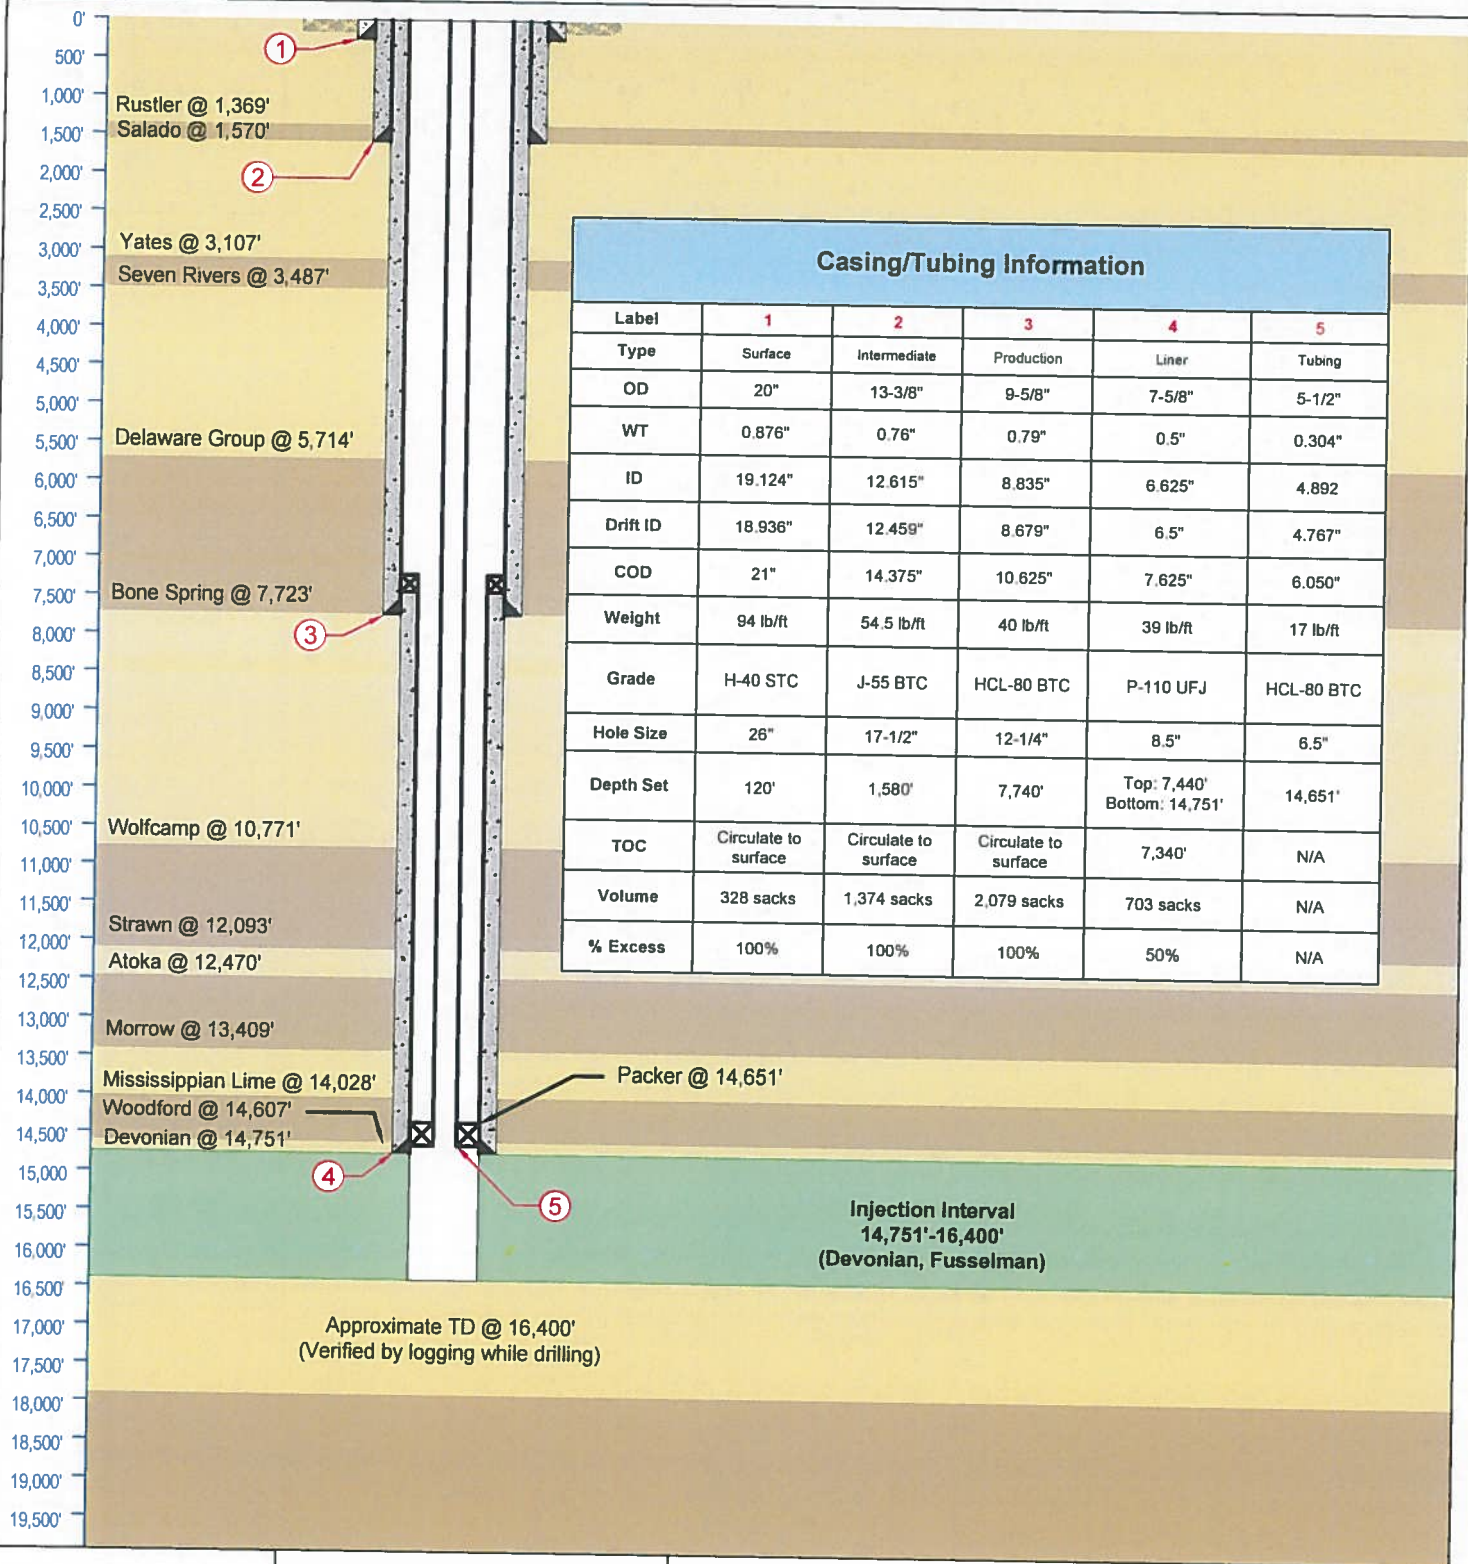 0'
500'
1,000'
1,500'
2,000'
2,500'
3,000'
3,500'
4,000'
4,500'
5,000'
5,500'
6,000'
6,500'
7,000'
7,500'
8,000'
8,500'
9,000'
9,500'
10,000'
10,500'
11,000'
11,500'
12,000'
12,500'
13,000'
13,500'
14,000'
14,500'
15,000
15,500'
16,000'
16,500'
17,000'
17,500'
18,000'
18,500'
19,000'
19,500'
Rustler @ 1,369'
Salado @ 1,570'
Yates @ 3,107'
Seven Rivers @ 3,487'
Delaware Group @ 5,714'
Bone Spring @ 7,723'
Wolfcamp @ 10,771'
Strawn @ 12,093'
Atoka @ 12,470'
Morrow @ 13,409'
Mississippian Lime @ 14,028'
Woodford @ 14,607'
Devonian @ 14,751'
1
2
3
4
5
Packer @ 14,651'
Casing/Tubing Information
Label 1 2 3 4 5
Type Surface Intermediate Production Liner Tubing
OD 20" 13-3/8" 9-5/8" 7-5/8" 5-1/2"
WT 0.876" 0.76" 0.79" 0.5" 0.304"
ID 19.124" 12.615" 8.835" 6.625" 4.892
Drift ID 18.936" 12.459" 8.679" 6.5" 4.767"
COD 21" 14.375" 10.625" 7.625" 6.050"
Weight 94 lb/ft 54.5 lb/ft 40 lb/ft 39 lb/ft 17 lb/ft
Grade H-40 STC J-55 BTC HCL-80 BTC P-110 UFJ HCL-80 BTC
Hole Size 26" 17-1/2" 12-1/4" 8.5" 6.5"
Depth Set 120' 1,580' 7,740' Top: 7,440' Bottom: 14,751' 14,651'
TOC Circulate to surface Circulate to surface Circulate to surface 7,340' N/A
Volume 328 sacks 1,374 sacks 2,079 sacks 703 sacks N/A
% Excess 100% 100% 100% 50% N/A
Injection Interval
14,751'-16,400'
(Devonian, Fusselman)
Approximate TD @ 16,400'
(Verified by logging while drilling)